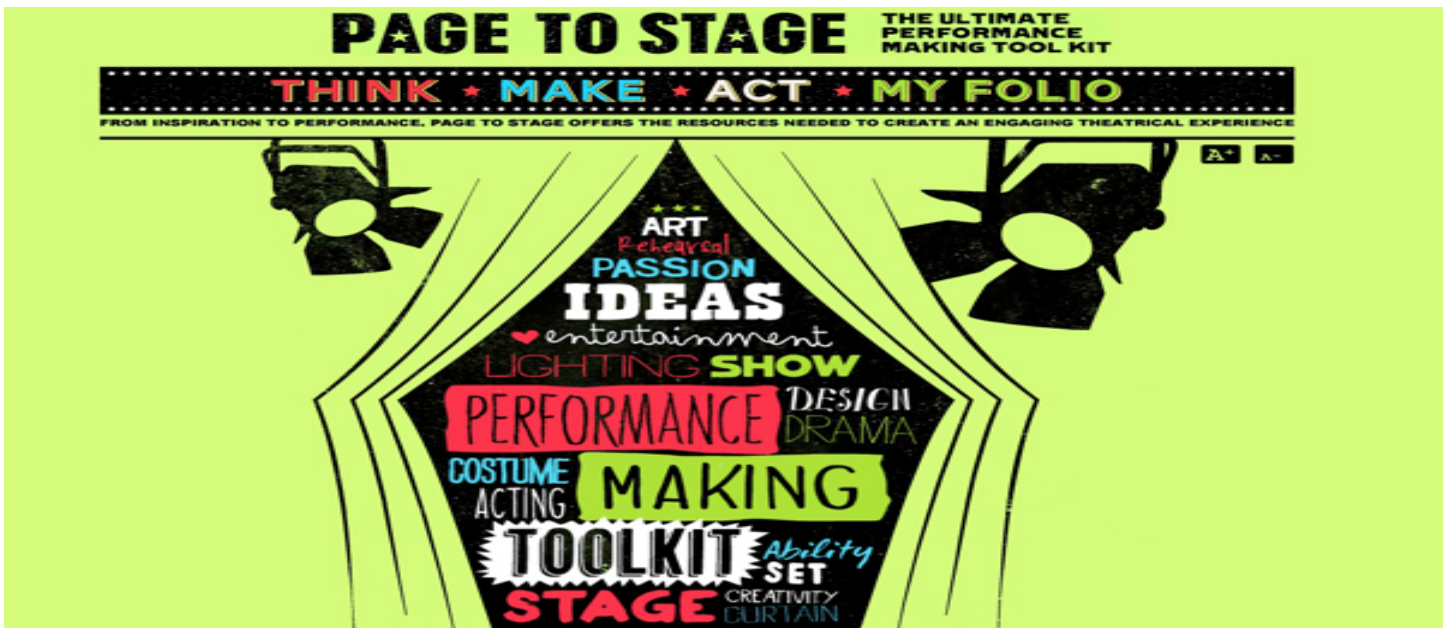 PAGE TO STAGE
THE ULTIMATE
PERFORMANCE
MAKING TOOL KIT
THINK ★ MAKE ★ ACT ★ MY FOLIO
FROM INSPIRATION TO PERFORMANCE, PAGE TO STAGE OFFERS THE RESOURCES NEEDED TO CREATE AN ENGAGING THEATRICAL EXPERIENCE
A+ A-
ART
Rehearsal
PASSION
IDEAS
entertainment
LIGHTING SHOW
PERFORMANCE
DESIGN
DRAMA
COSTUME
ACTING
MAKING
TOOLKIT
Ability
SET
STAGE
CREATIVITY
CURTAIN